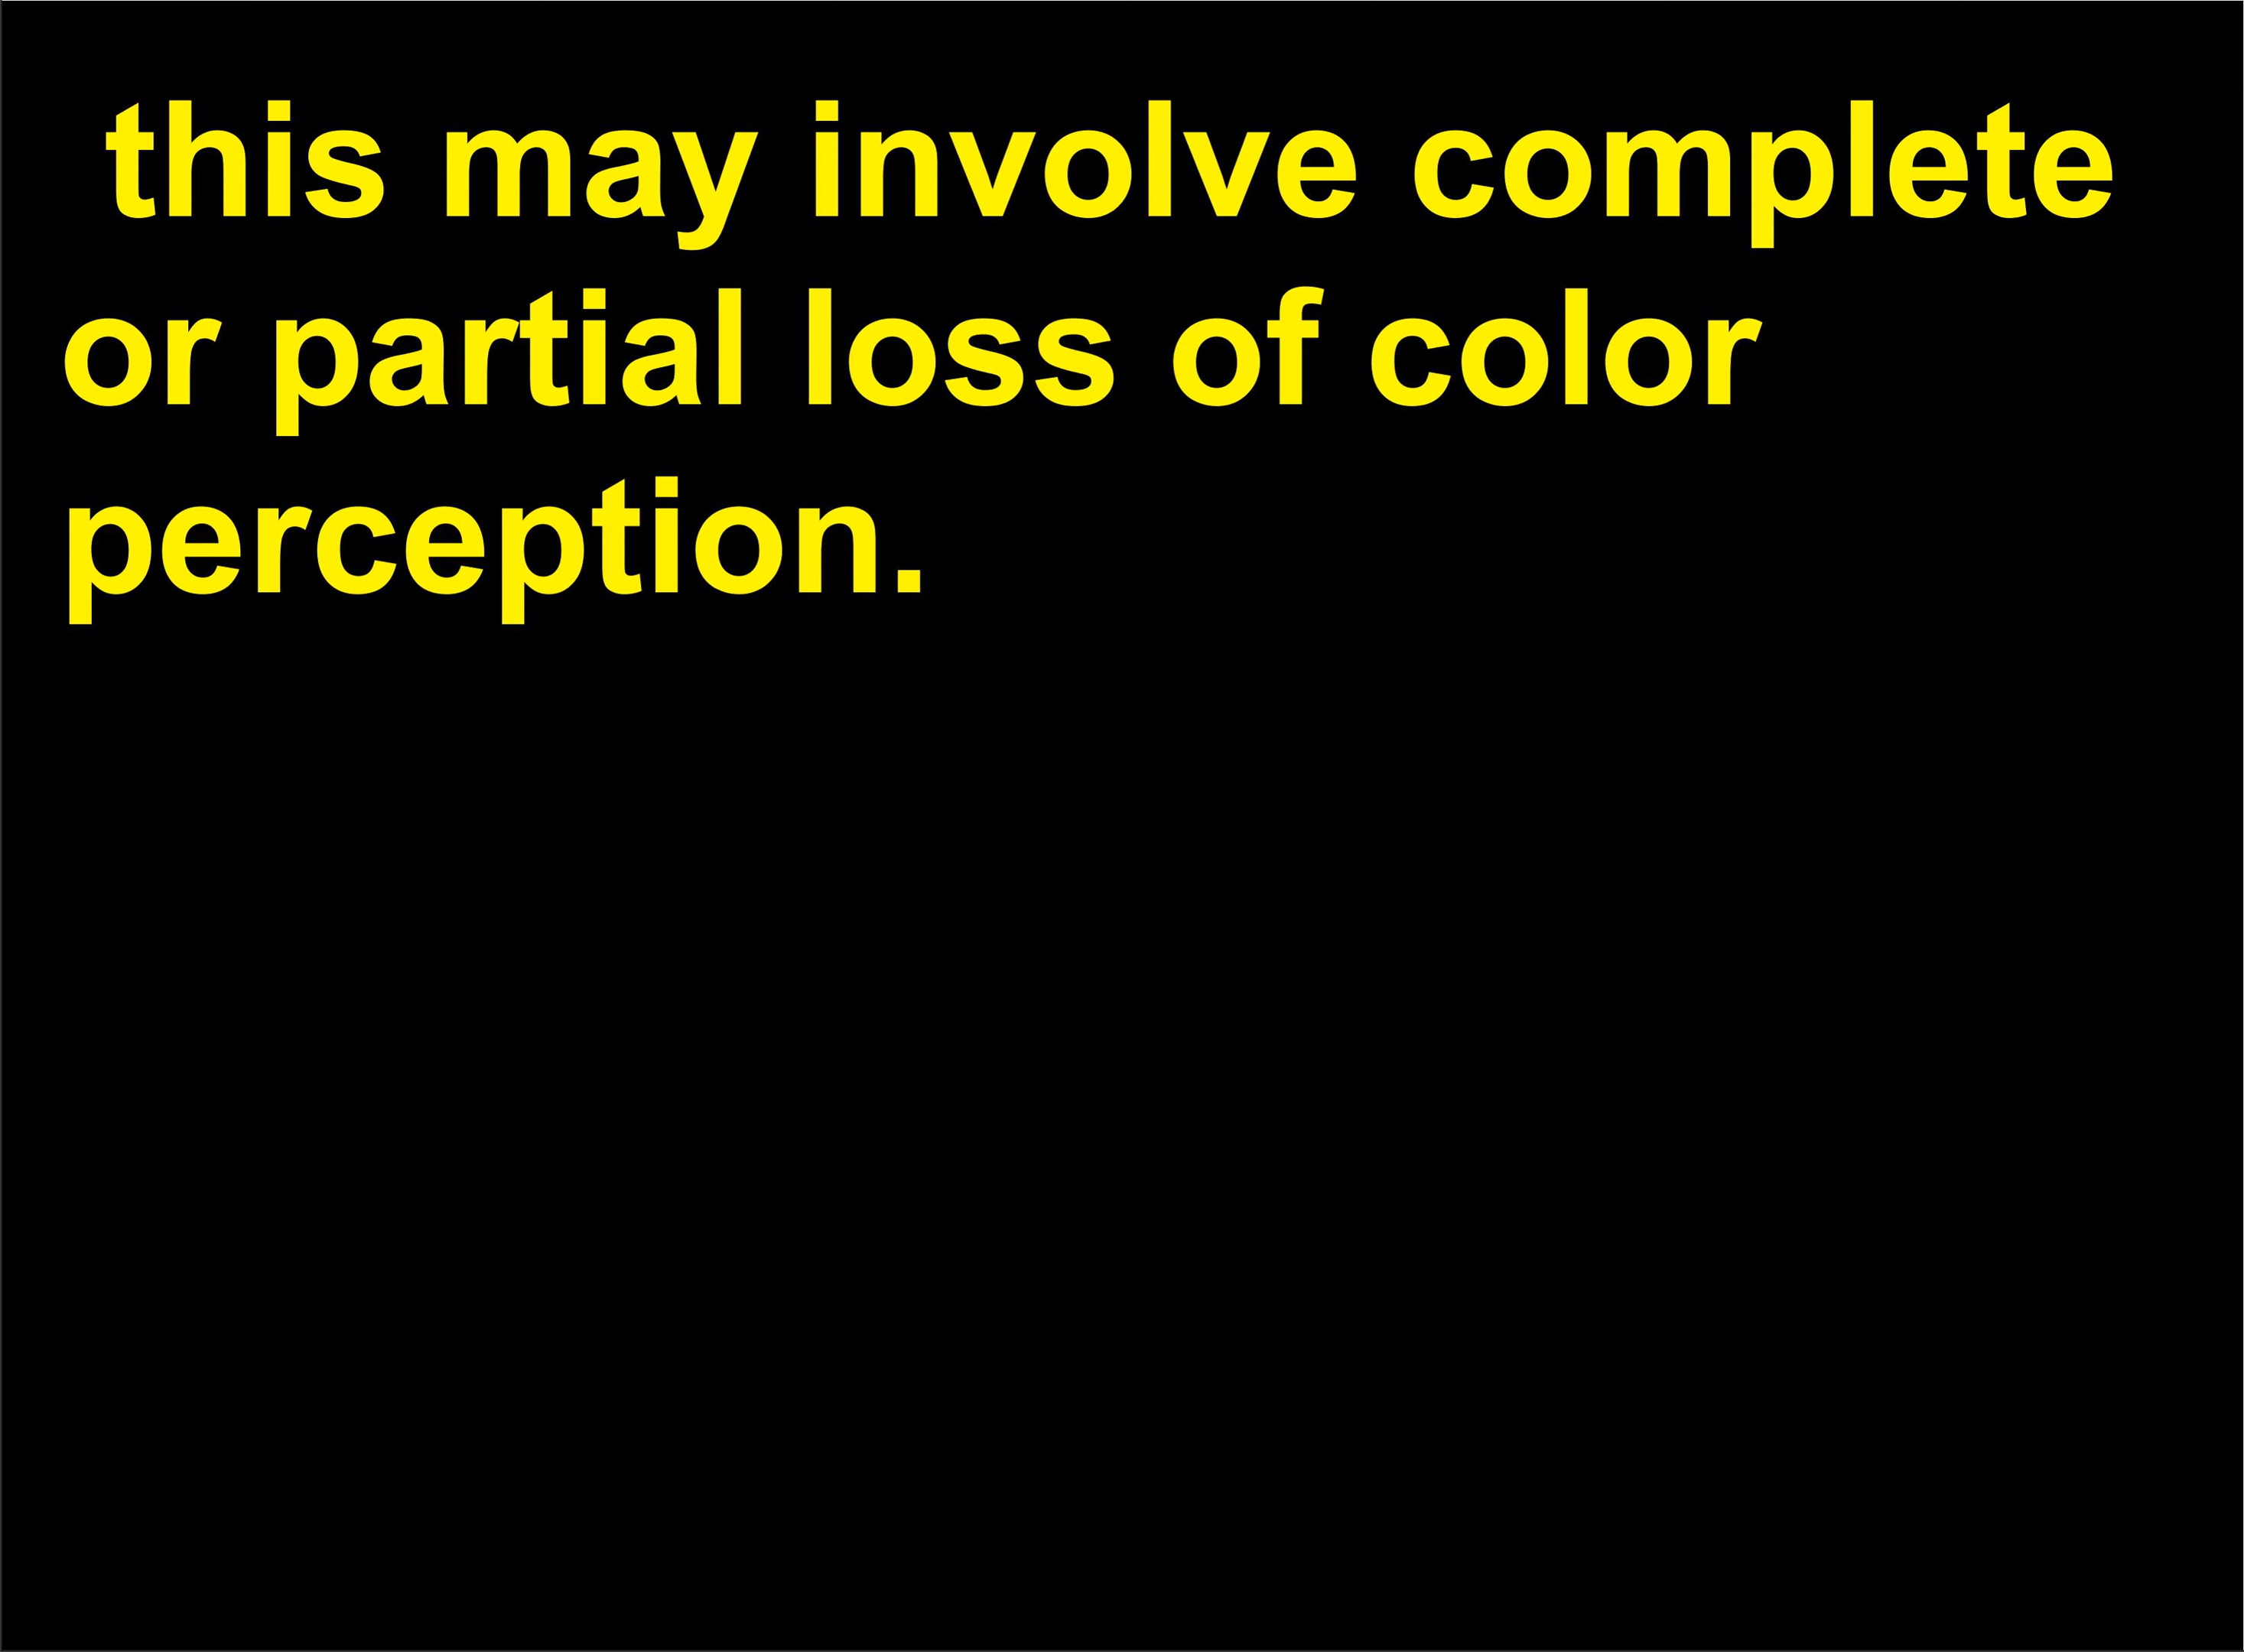 this may involve complete
or partial loss of color
perception.